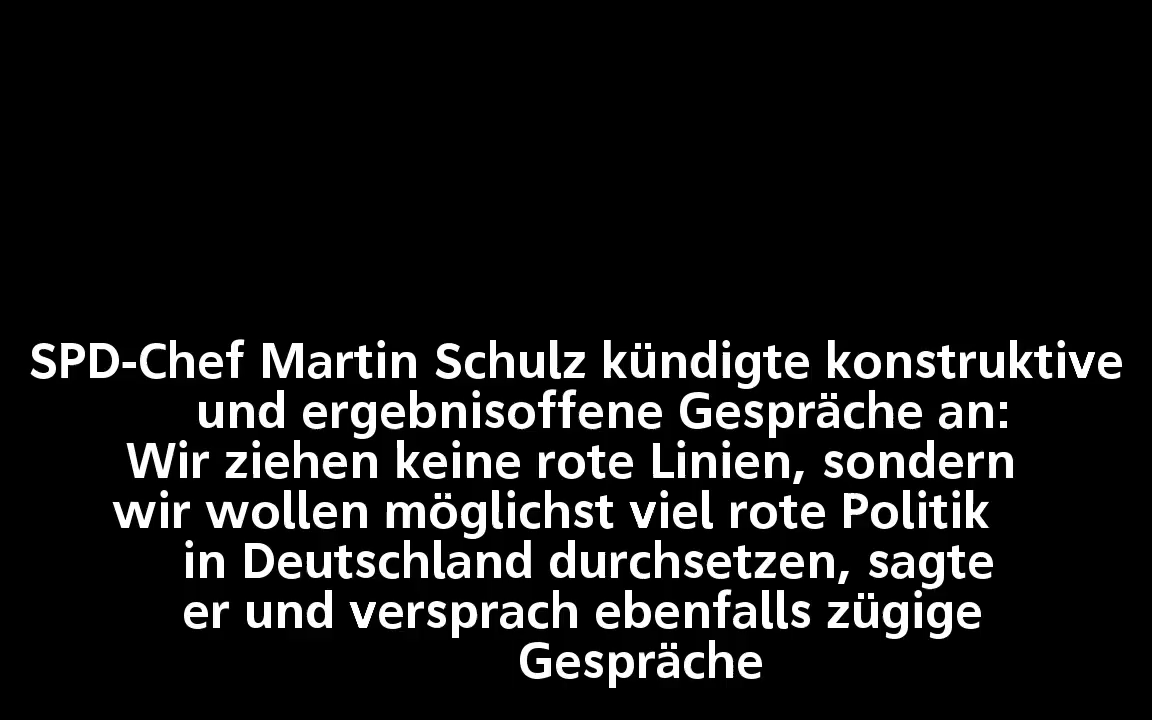 SPD-Chef Martin Schulz kündigte konstruktive
und ergebnisoffene Gespräche an:
Wir ziehen keine rote Linien, sondern
wir wollen möglichst viel rote Politik
in Deutschland durchsetzen, sagte
er und versprach ebenfalls zügige
Gespräche